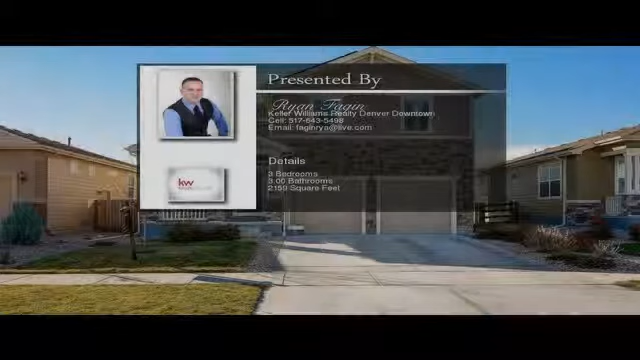 Presented By
Ryan Fagin
Keller Williams Realty Denver Downtown
Cell: 517-643-5498
Email: faginrya@live.com
Details
3 Bedrooms
3.00 Bathrooms
2159 Square Feet
kw